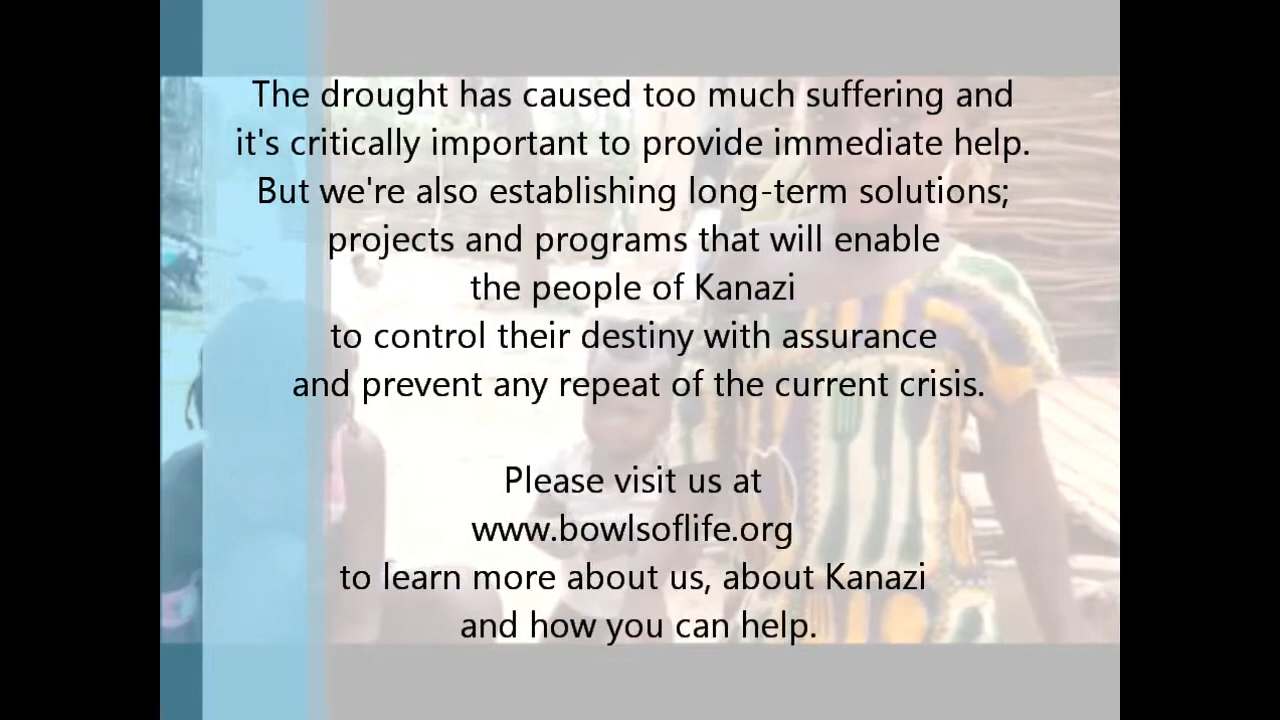 The drought has caused too much suffering and
it's critically important to provide immediate help.
But we're also establishing long-term solutions;
projects and programs that will enable
the people of Kanazi
to control their destiny with assurance
and prevent any repeat of the current crisis.
Please visit us at
www.bowlsoflife.org
to learn more about us, about Kanazi
and how you can help.